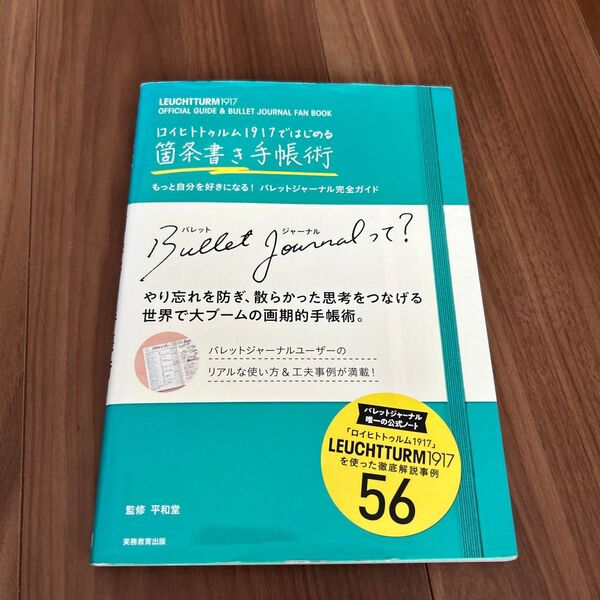 LEUCHTTURM1917
OFFICIAL GUIDE & BULLET JOURNAL FAN BOOK
ロイヒトトゥルム1917ではじめる
箇条書き手帳術
もっと自分を好きになる! バレットジャーナル完全ガイド
バレット ジャーナル
Bullet Journalって?
やり忘れを防ぎ、散らかった思考をつなげる
世界で大ブームの画期的手帳術。
バレットジャーナルユーザーの
リアルな使い方&工夫事例が満載!
バレットジャーナル
唯一の公式ノート
「ロイヒトトゥルム1917」
LEUCHTTURM1917
を使った徹底解説事例
56
監修 平和堂
実務教育出版